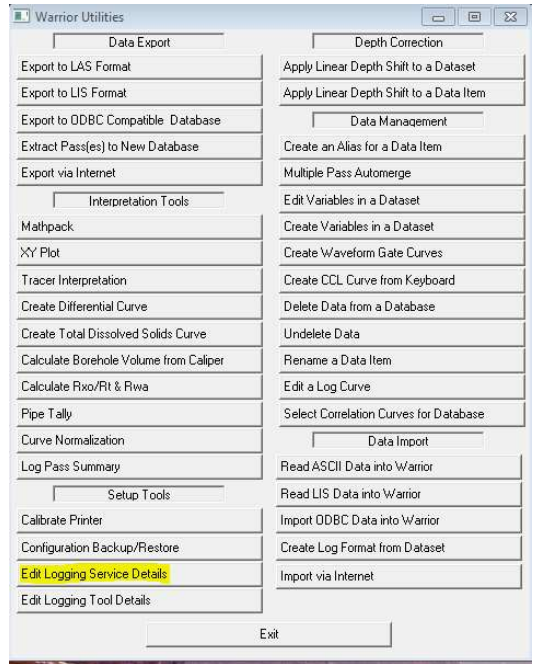 Warrior Utilities
Data Export
Export to LAS Format
Export to LIS Format
Export to ODBC Compatible Database
Extract Pass(es) to New Database
Export via Internet
Interpretation Tools
Mathpack
XY Plot
Tracer Interpretation
Create Differential Curve
Create Total Dissolved Solids Curve
Calculate Borehole Volume from Caliper
Calculate Rxo/Rt & Rwa
Pipe Tally
Curve Normalization
Log Pass Summary
Setup Tools
Calibrate Printer
Configuration Backup/Restore
Edit Logging Service Details
Edit Logging Tool Details
Depth Correction
Apply Linear Depth Shift to a Dataset
Apply Linear Depth Shift to a Data Item
Data Management
Create an Alias for a Data Item
Multiple Pass Automerge
Edit Variables in a Dataset
Create Variables in a Dataset
Create Waveform Gate Curves
Create CCL Curve from Keyboard
Delete Data from a Database
Undelete Data
Rename a Data Item
Edit a Log Curve
Select Correlation Curves for Database
Data Import
Read ASCII Data into Warrior
Read LIS Data into Warrior
Import ODBC Data into Warrior
Create Log Format from Dataset
Import via Internet
Exit